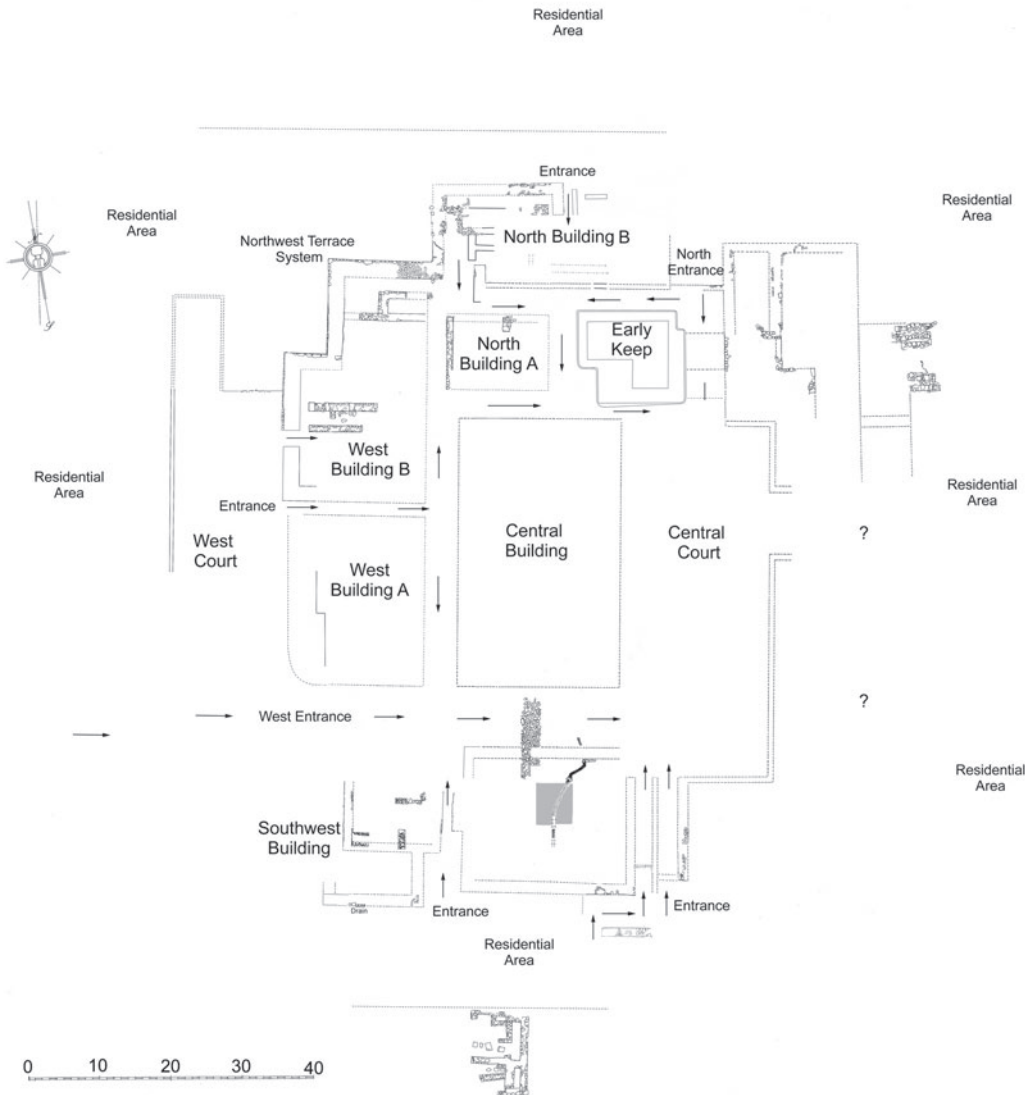 Residential
Area
Entrance
Residential
Area
Residential
Area
North Building B
Northwest Terrace
System
North
Entrance
North
Building A
Early
Keep
West
Building B
Residential
Area
Residential
Area
Entrance
West
Court
Central
Building
Central
Court
?
West
Building A
?
West Entrance
Residential
Area
Southwest
Building
Drain
Entrance
Entrance
Residential
Area
0 10 20 30 40